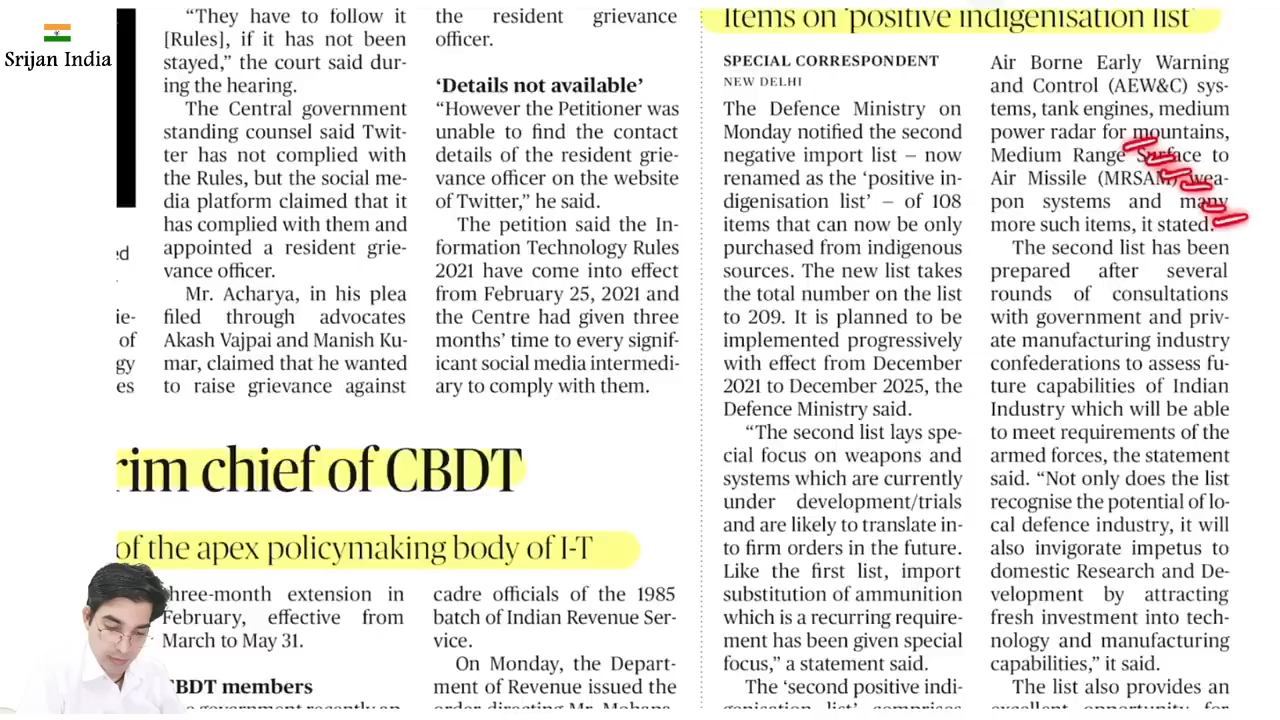 Srijan India
ed
ie-
of
gy
es
"They have to follow it
[Rules], if it has not been
stayed," the court said dur-
ing the hearing.
The Central government
standing counsel said Twit-
ter has not complied with
the Rules, but the social me-
dia platform claimed that it
has complied with them and
appointed a resident grie-
vance officer.
Mr. Acharya, in his plea
filed through advocates
Akash Vajpai and Manish Ku-
mar, claimed that he wanted
to raise grievance against
the resident grievance
officer.
'Details not available'
"However the Petitioner was
unable to find the contact
details of the resident grie-
vance officer on the website
of Twitter," he said.
The petition said the In-
formation Technology Rules
2021 have come into effect
from February 25, 2021 and
the Centre had given three
months' time to every signif-
icant social media intermedi-
ary to comply with them.
rim chief of CBDT
of the apex policymaking body of I-T
three-month extension in
February, effective from
March to May 31.
CBDT members
cadre officials of the 1985
batch of Indian Revenue Ser-
vice.
On Monday, the Depart-
ment of Revenue issued the
Items on 'positive indigenisation list'
SPECIAL CORRESPONDENT
NEW DELHI
The Defence Ministry on
Monday notified the second
negative import list – now
renamed as the 'positive in-
digenisation list' – of 108
items that can now be only
purchased from indigenous
sources. The new list takes
the total number on the list
to 209. It is planned to be
implemented progressively
with effect from December
2021 to December 2025, the
Defence Ministry said.
"The second list lays spe-
cial focus on weapons and
systems which are currently
under development/trials
and are likely to translate in-
to firm orders in the future.
Like the first list, import
substitution of ammunition
which is a recurring require-
ment has been given special
focus," a statement said.
The 'second positive indi-
genisation list' comprises
Air Borne Early Warning
and Control (AEW&C) sys-
tems, tank engines, medium
power radar for mountains,
Medium Range Surface to
Air Missile (MRSAM) wea-
pon systems and many
more such items, it stated.
The second list has been
prepared after several
rounds of consultations
with government and priv-
ate manufacturing industry
confederations to assess fu-
ture capabilities of Indian
Industry which will be able
to meet requirements of the
armed forces, the statement
said. "Not only does the list
recognise the potential of lo-
cal defence industry, it will
also invigorate impetus to
domestic Research and De-
velopment by attracting
fresh investment into tech-
nology and manufacturing
capabilities," it said.
The list also provides an
excellent opportunity for